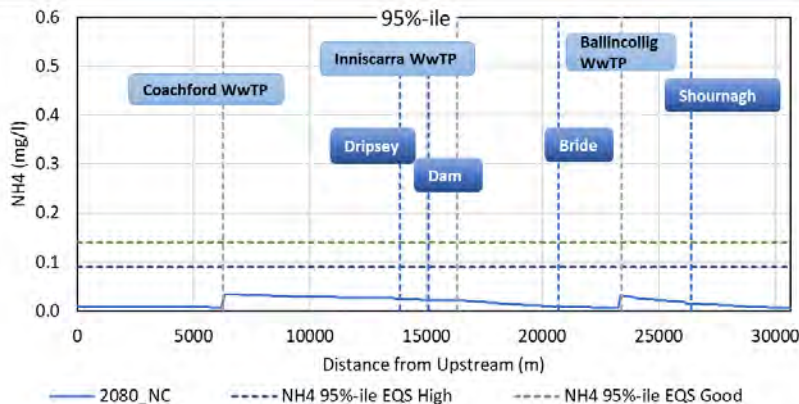 95%-ile
0.6
0.5
0.4
0.3
0.2
0.1
0.0
NH4 (mg/l)
Coachford WwTP
Inniscarra WwTP
Ballincollig
WwTP
Shournagh
Dripsey
Dam
Bride
0 5000 10000 15000 20000 25000 30000
Distance from Upstream (m)
2080_NC NH4 95%-ile EQS High NH4 95%-ile EQS Good